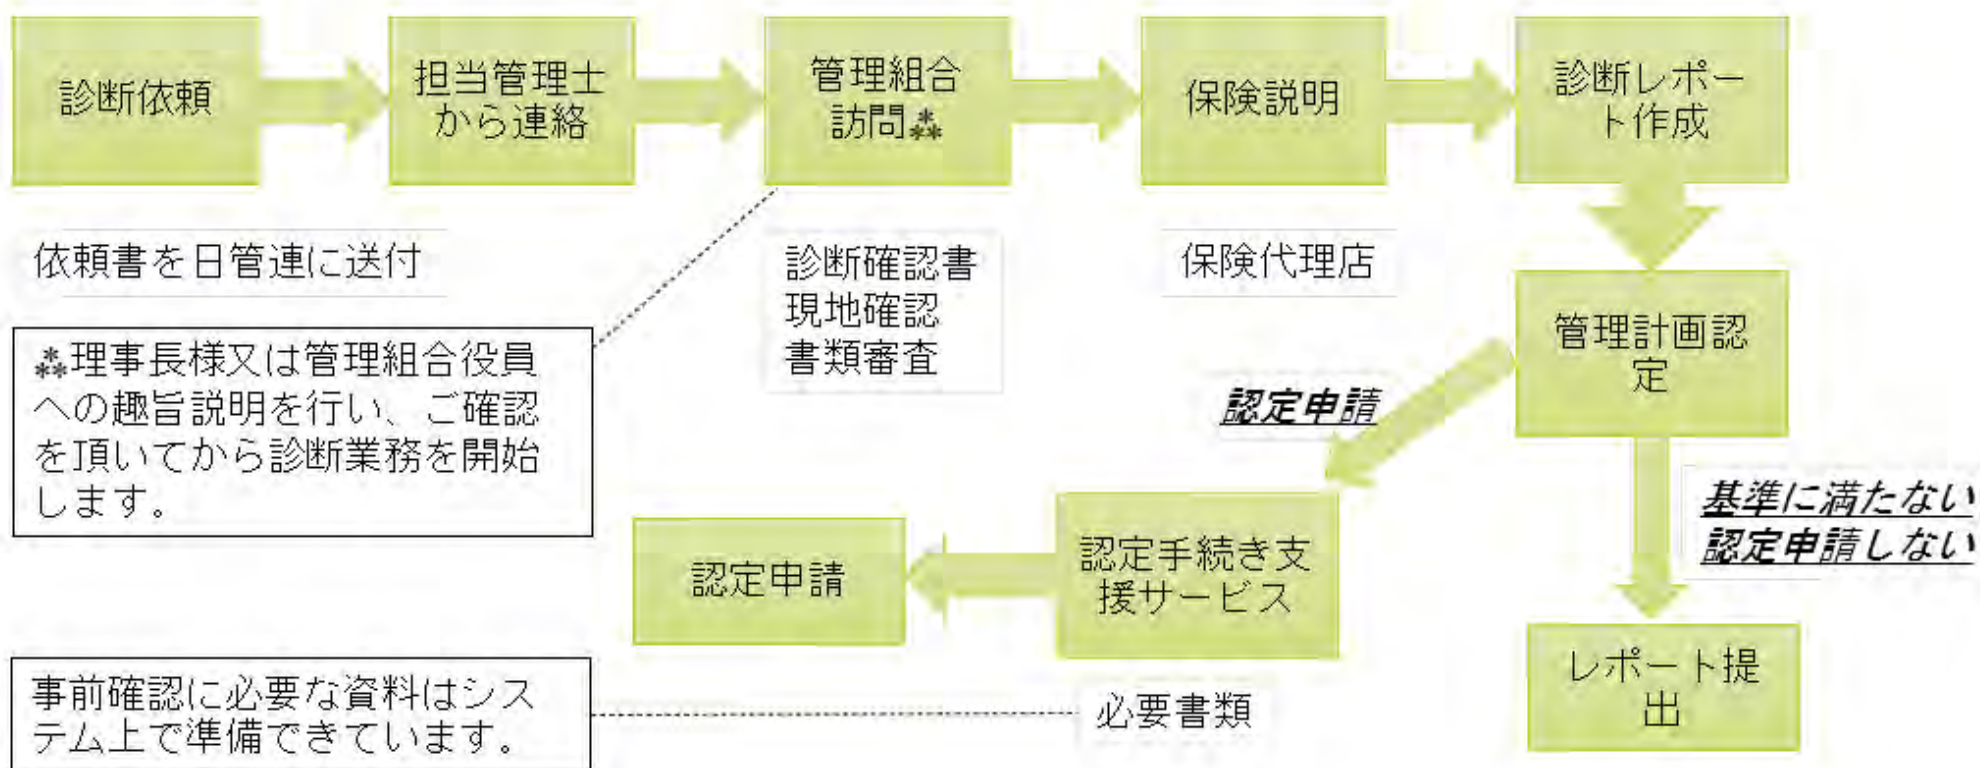 診断依頼
担当管理士
から連絡
管理組合
訪問⁂
保険説明
診断レポー
ト作成
依頼書を日管連に送付
診断確認書
現地確認
書類審査
保険代理店
⁂理事長様又は管理組合役員
への趣旨説明を行い、ご確認
を頂いてから診断業務を開始
します。
管理計画認
定
認定申請
基準に満たない
認定申請しない
認定手続き支
援サービス
認定申請
レポート提
出
事前確認に必要な資料はシス
テム上で準備できています。
必要書類